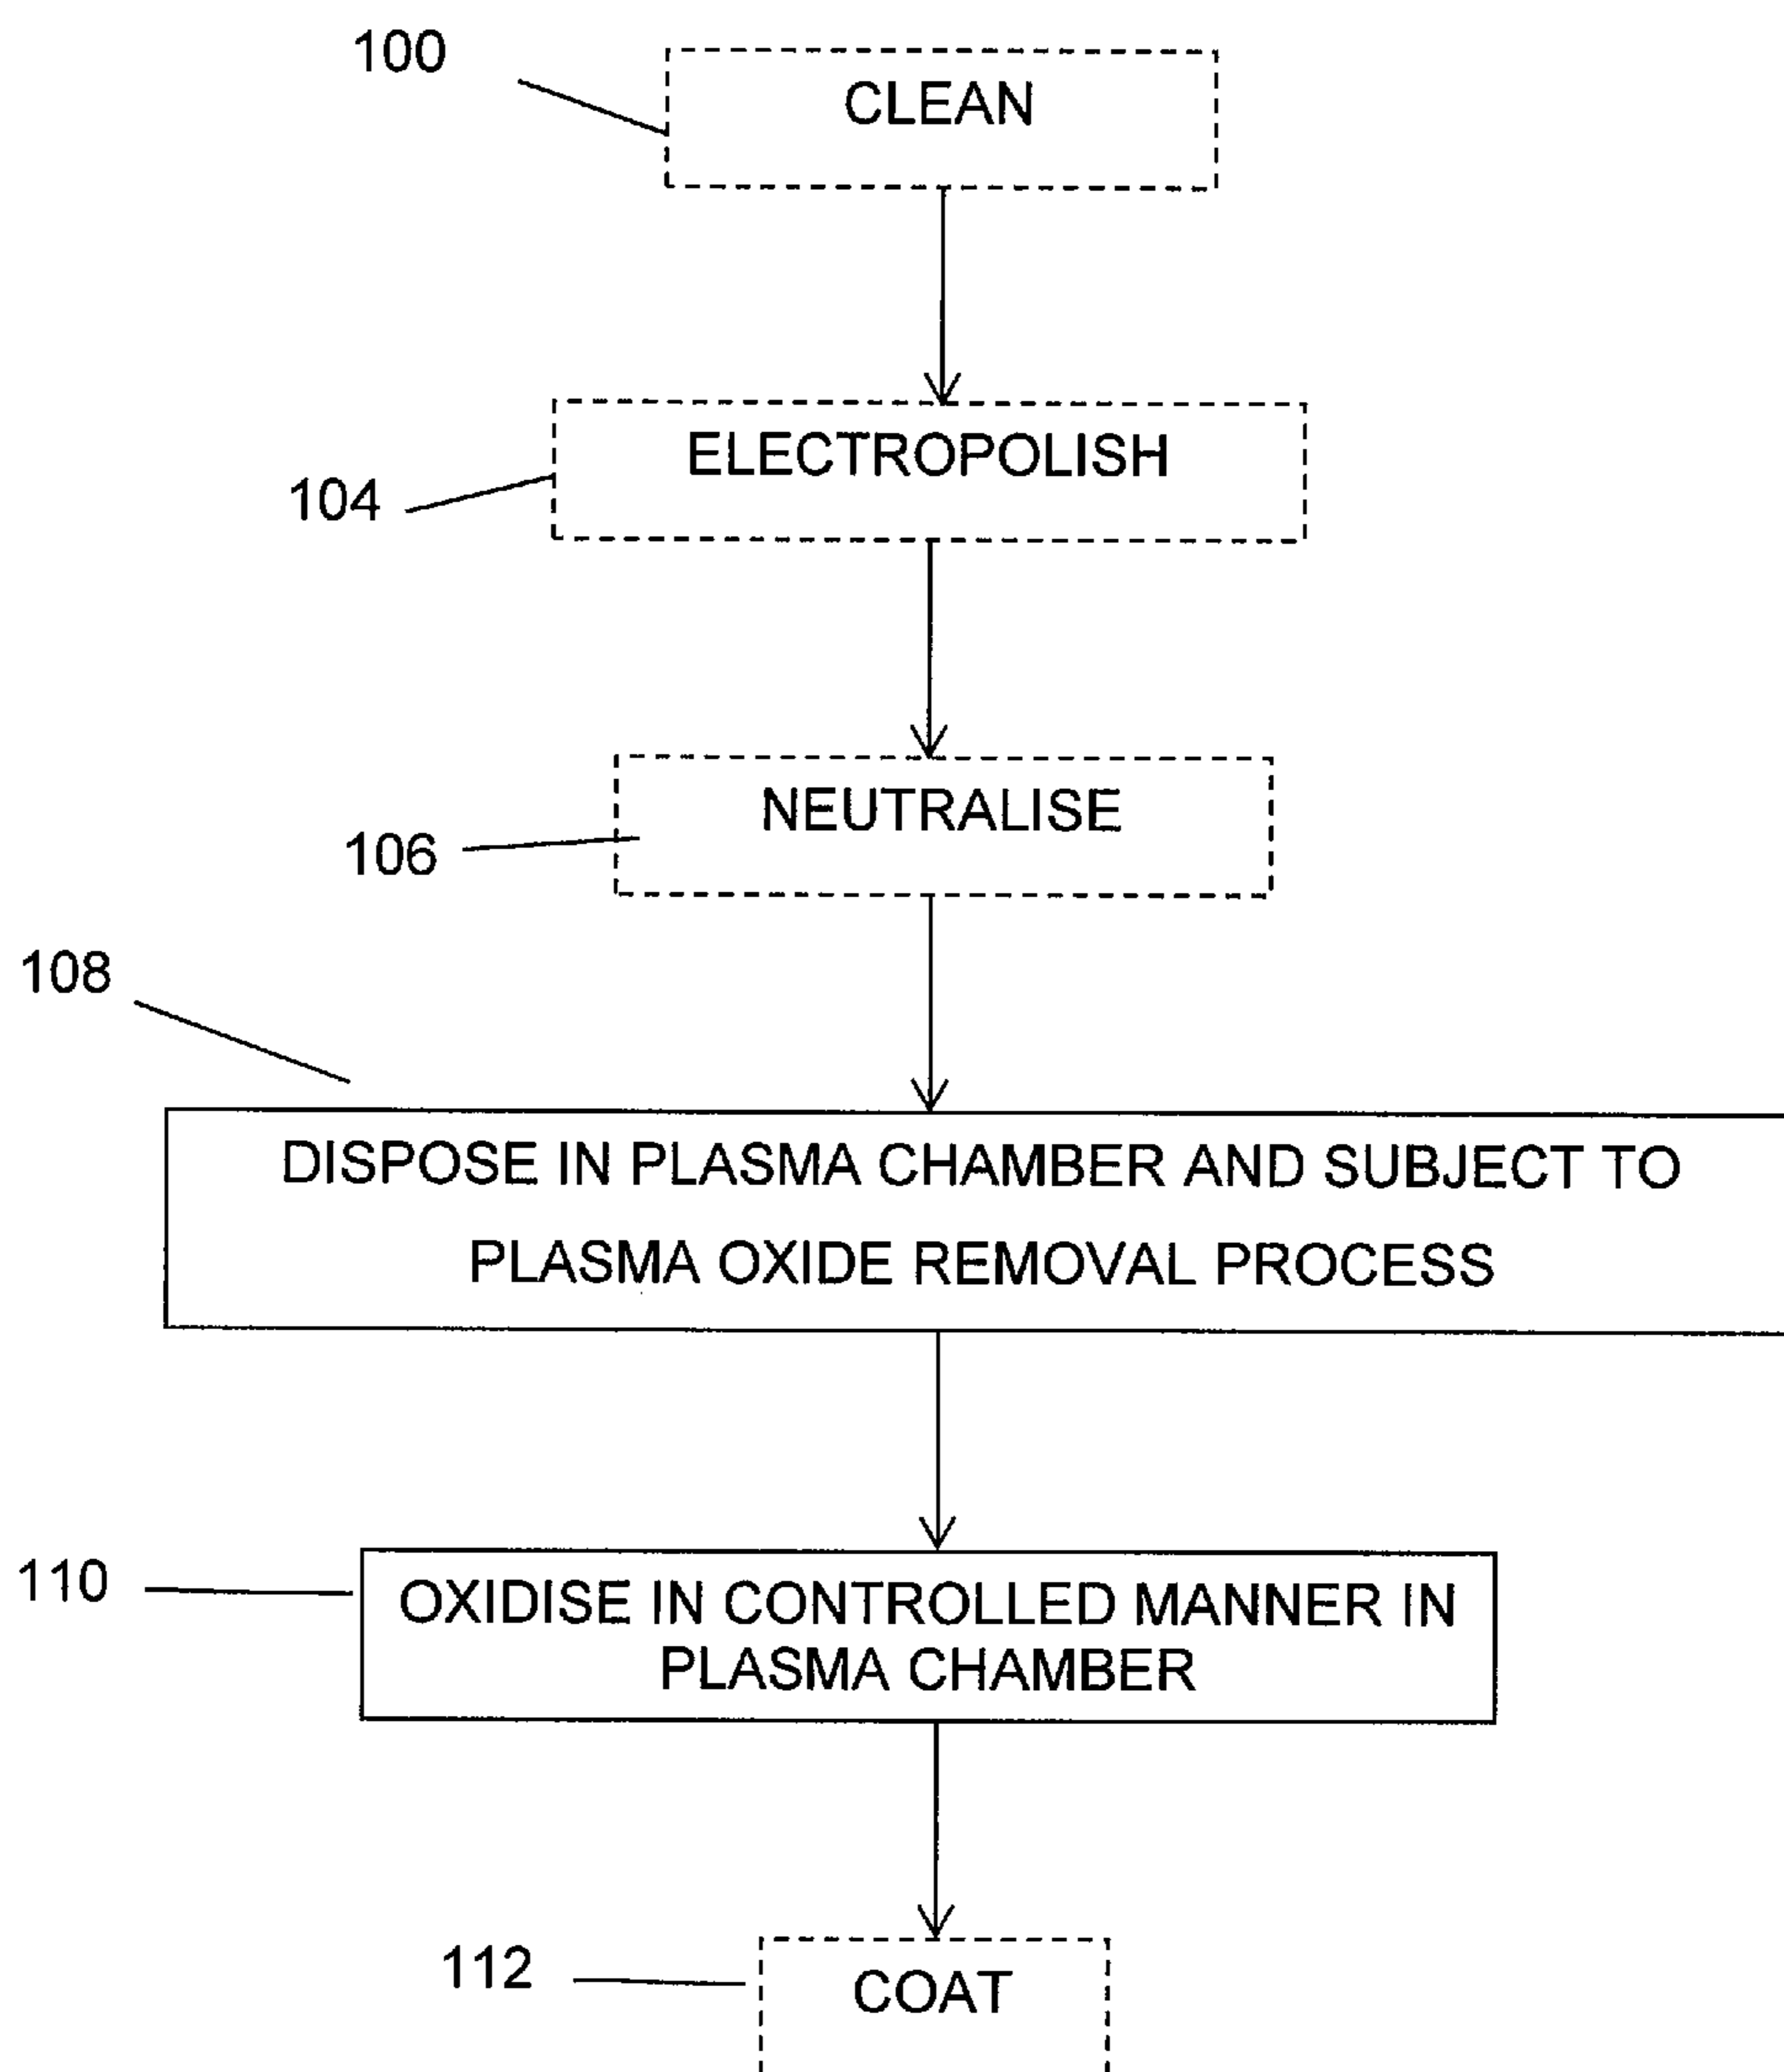 100
CLEAN
ELECTROPOLISH
104
NEUTRALISE
106
108
DISPOSE IN PLASMA CHAMBER AND SUBJECT TO
PLASMA OXIDE REMOVAL PROCESS
110
OXIDISE IN CONTROLLED MANNER IN
PLASMA CHAMBER
112
COAT